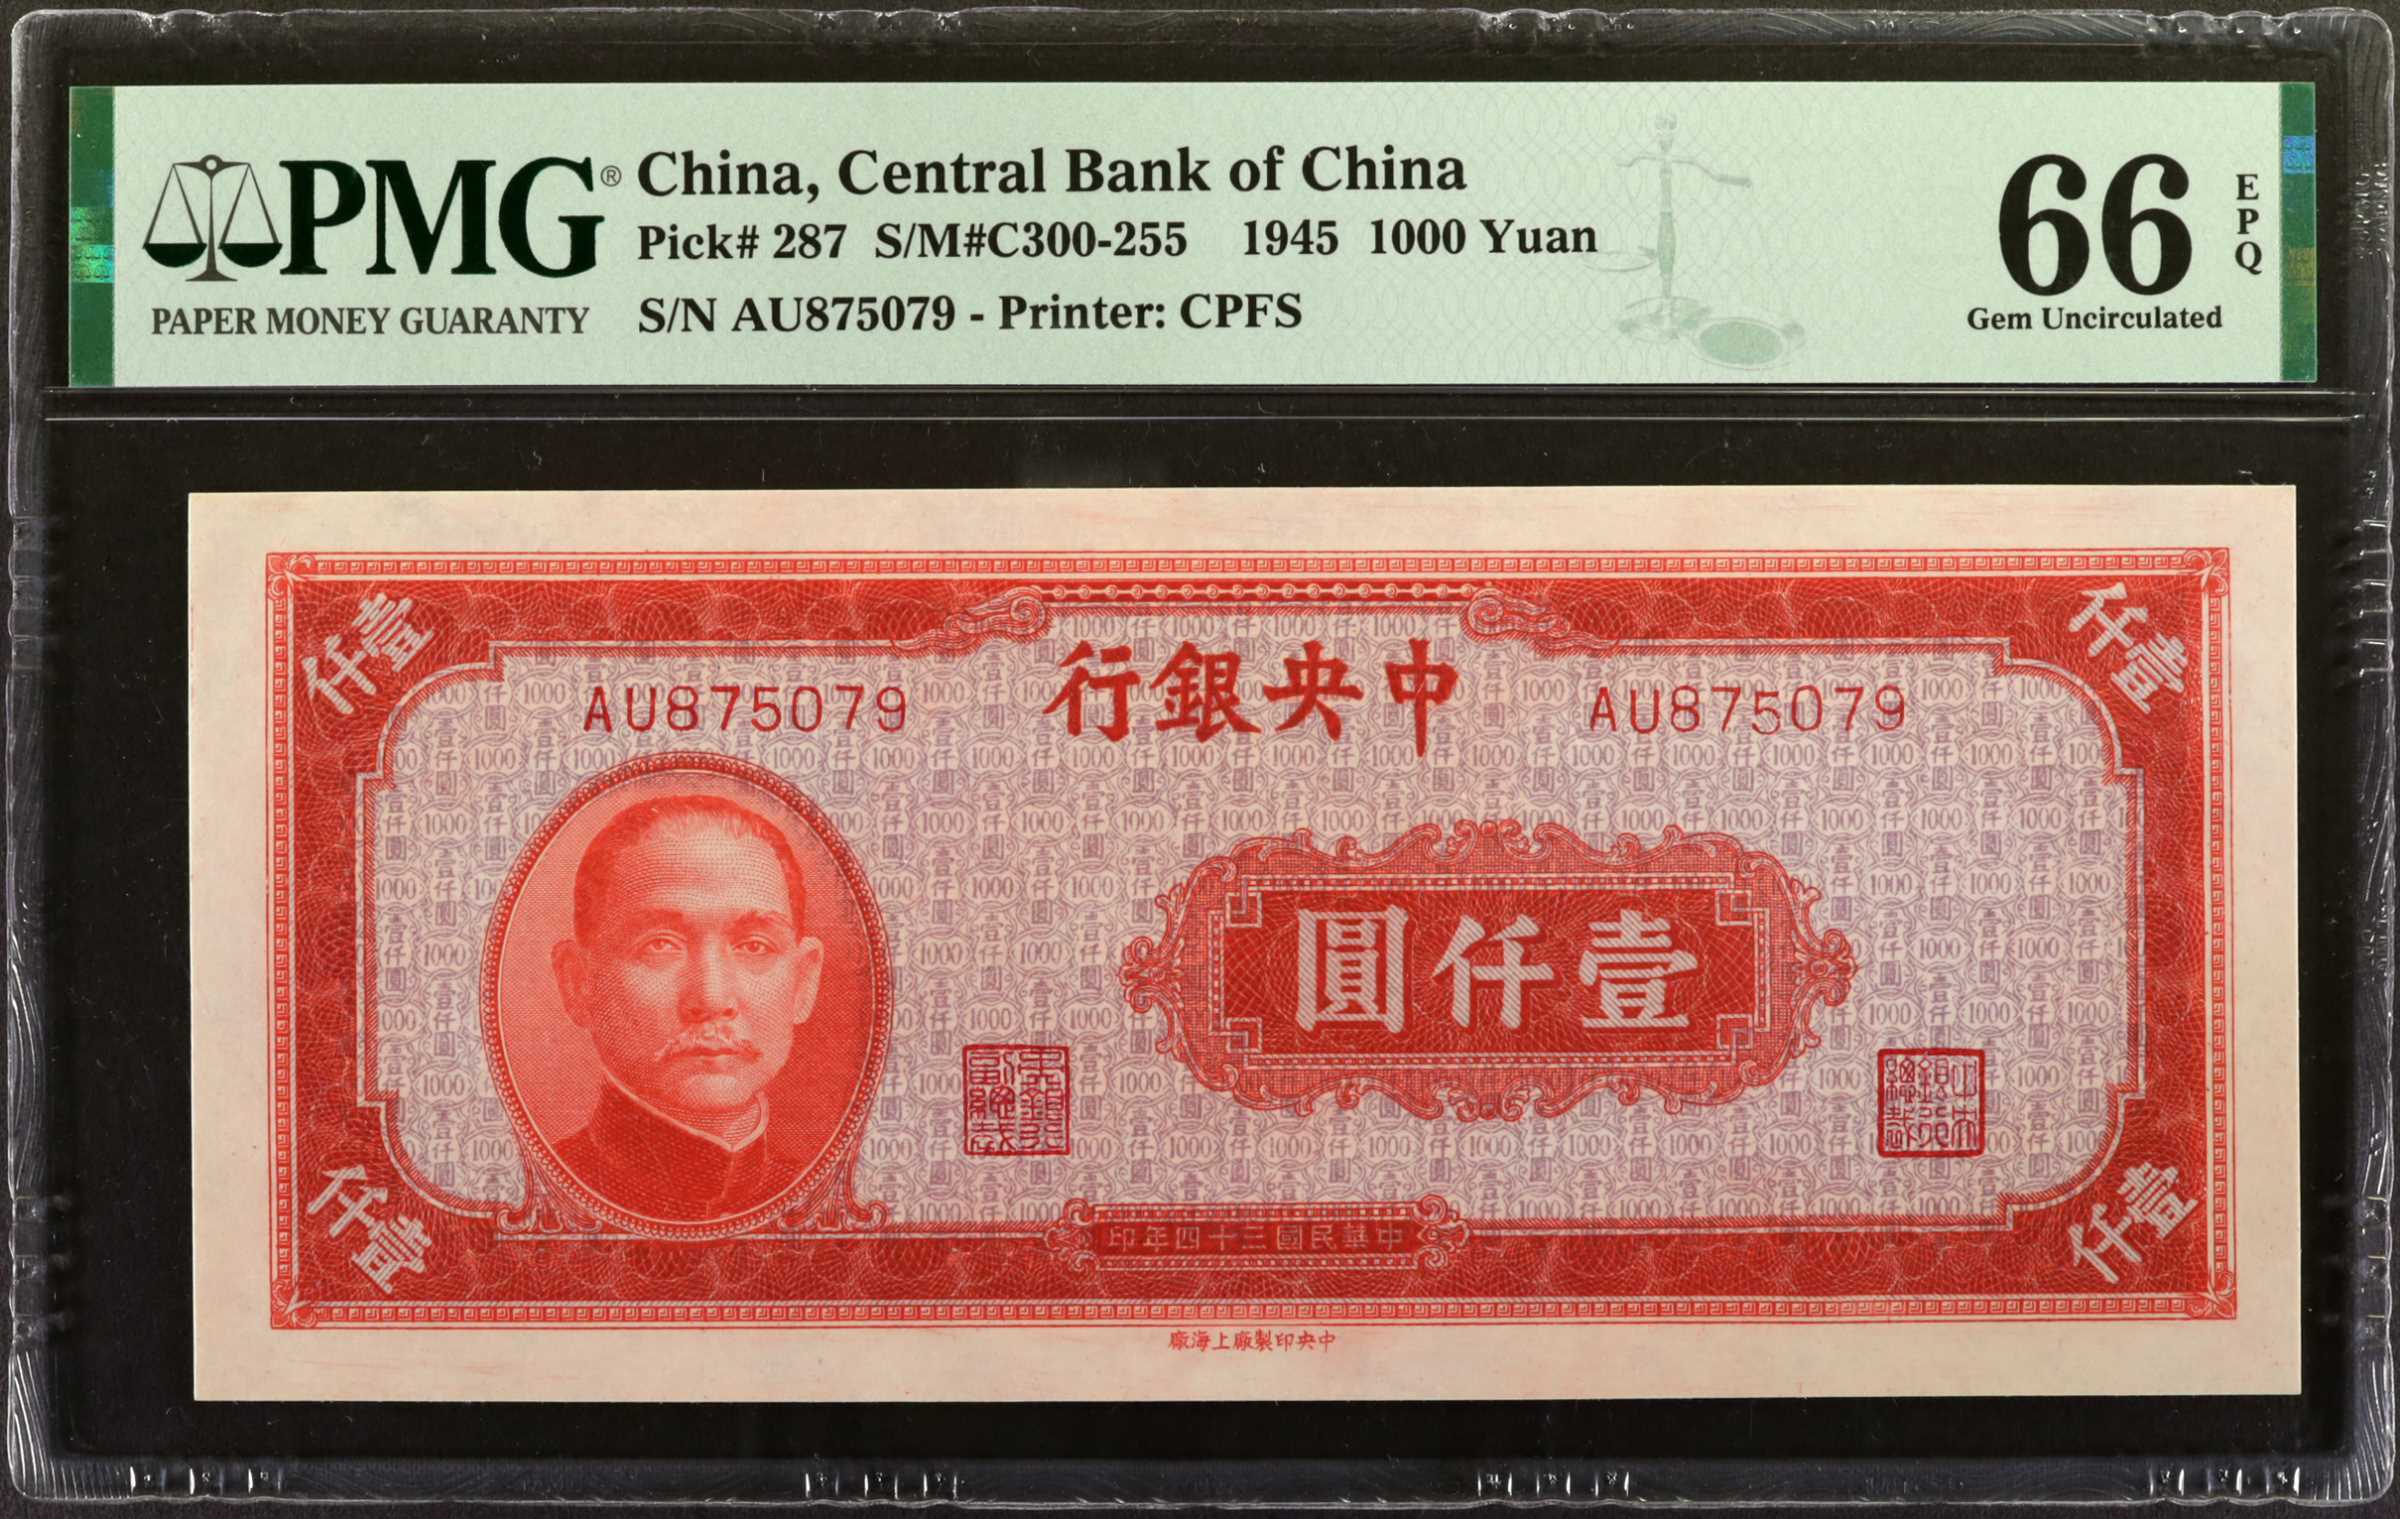 PMG®
PAPER MONEY GUARANTY
China, Central Bank of China
Pick# 287 S/M#C300-255 1945 1000 Yuan
S/N AU875079 - Printer: CPFS
66
EPQ
Gem Uncirculated
仟壹
仟壹
行銀央中
AU875079
AU875079
圓仟壹
印年四十三國民華中
仟壹
仟壹
廠海上廠製印央中